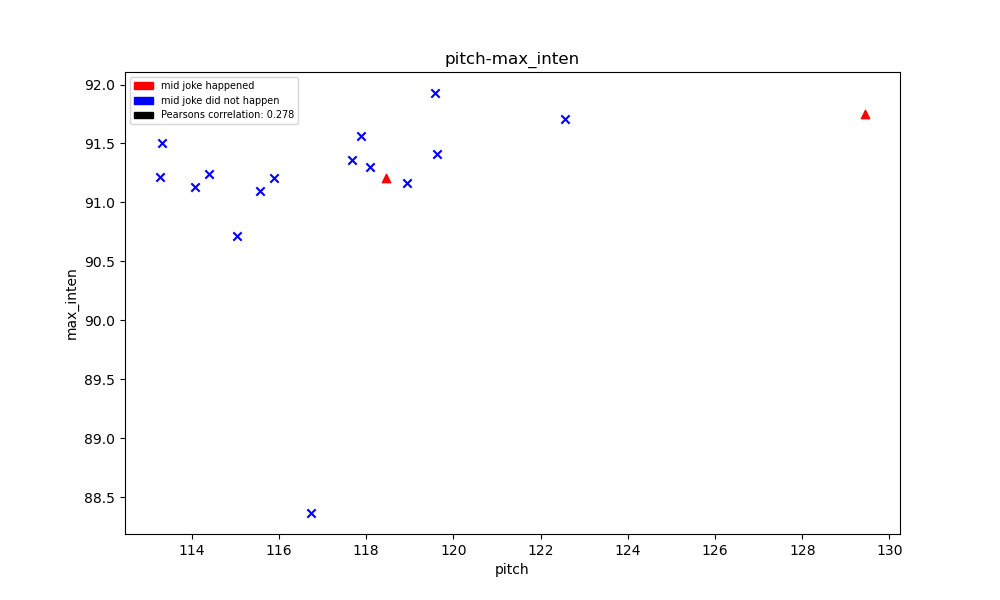 pitch-max_inten
mid joke happened
mid joke did not happen
Pearsons correlation: 0.278
92.0
91.5
91.0
90.5
90.0
89.5
89.0
88.5
max_inten
114 116 118 120 122 124 126 128 130
pitch